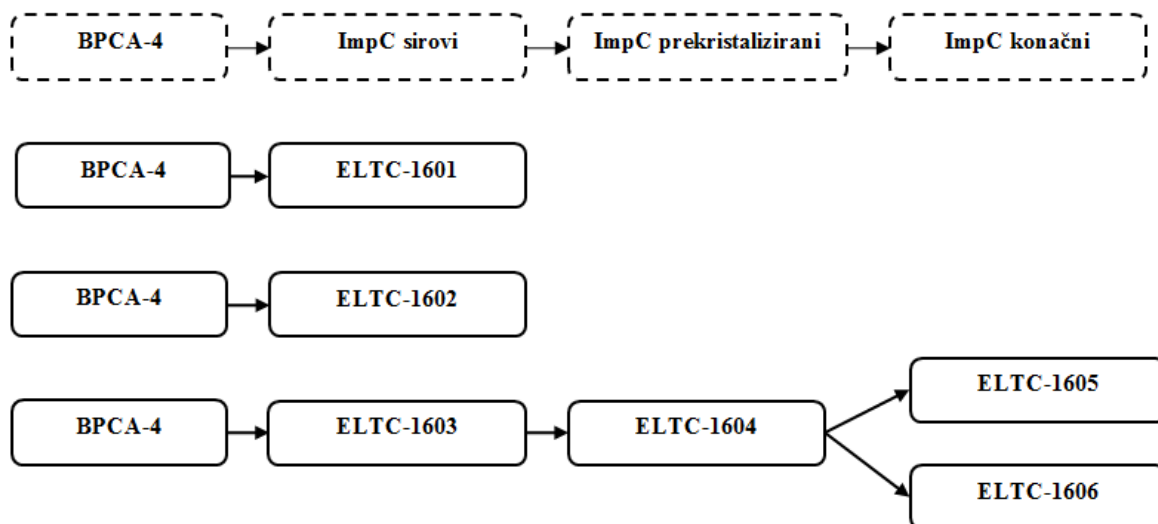 BPCA-4
ImpC sirovi
ImpC prekristalizirani
ImpC konačni
BPCA-4
ELTC-1601
BPCA-4
ELTC-1602
BPCA-4
ELTC-1603
ELTC-1604
ELTC-1605
ELTC-1606